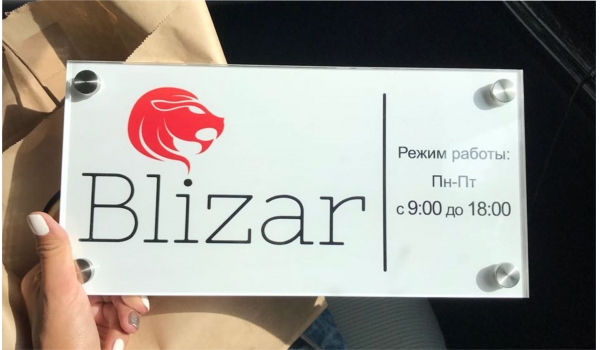 Blizar
Режим работы:
Пн-Пт
с 9:00 до 18:00